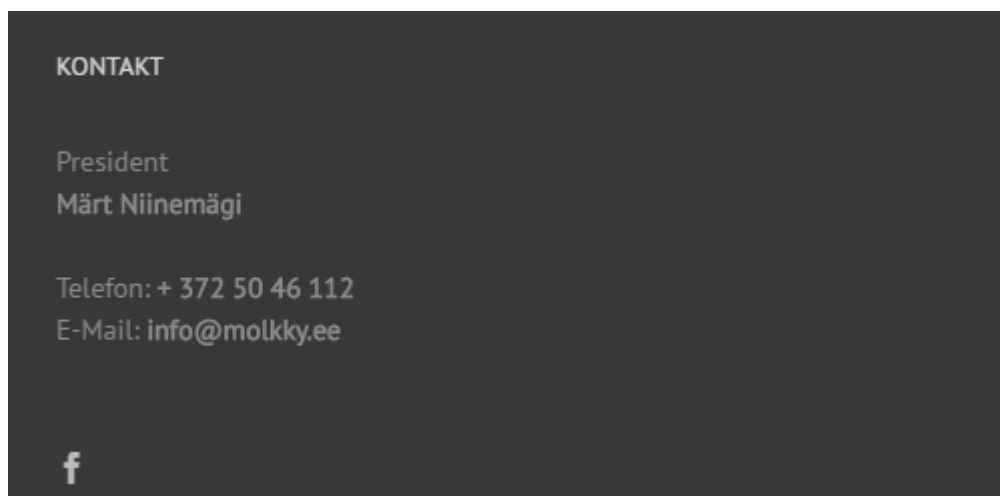 KONTAKT
President
Märt Niinemägi
Telefon: + 372 50 46 112
E-Mail: info@molkky.ee